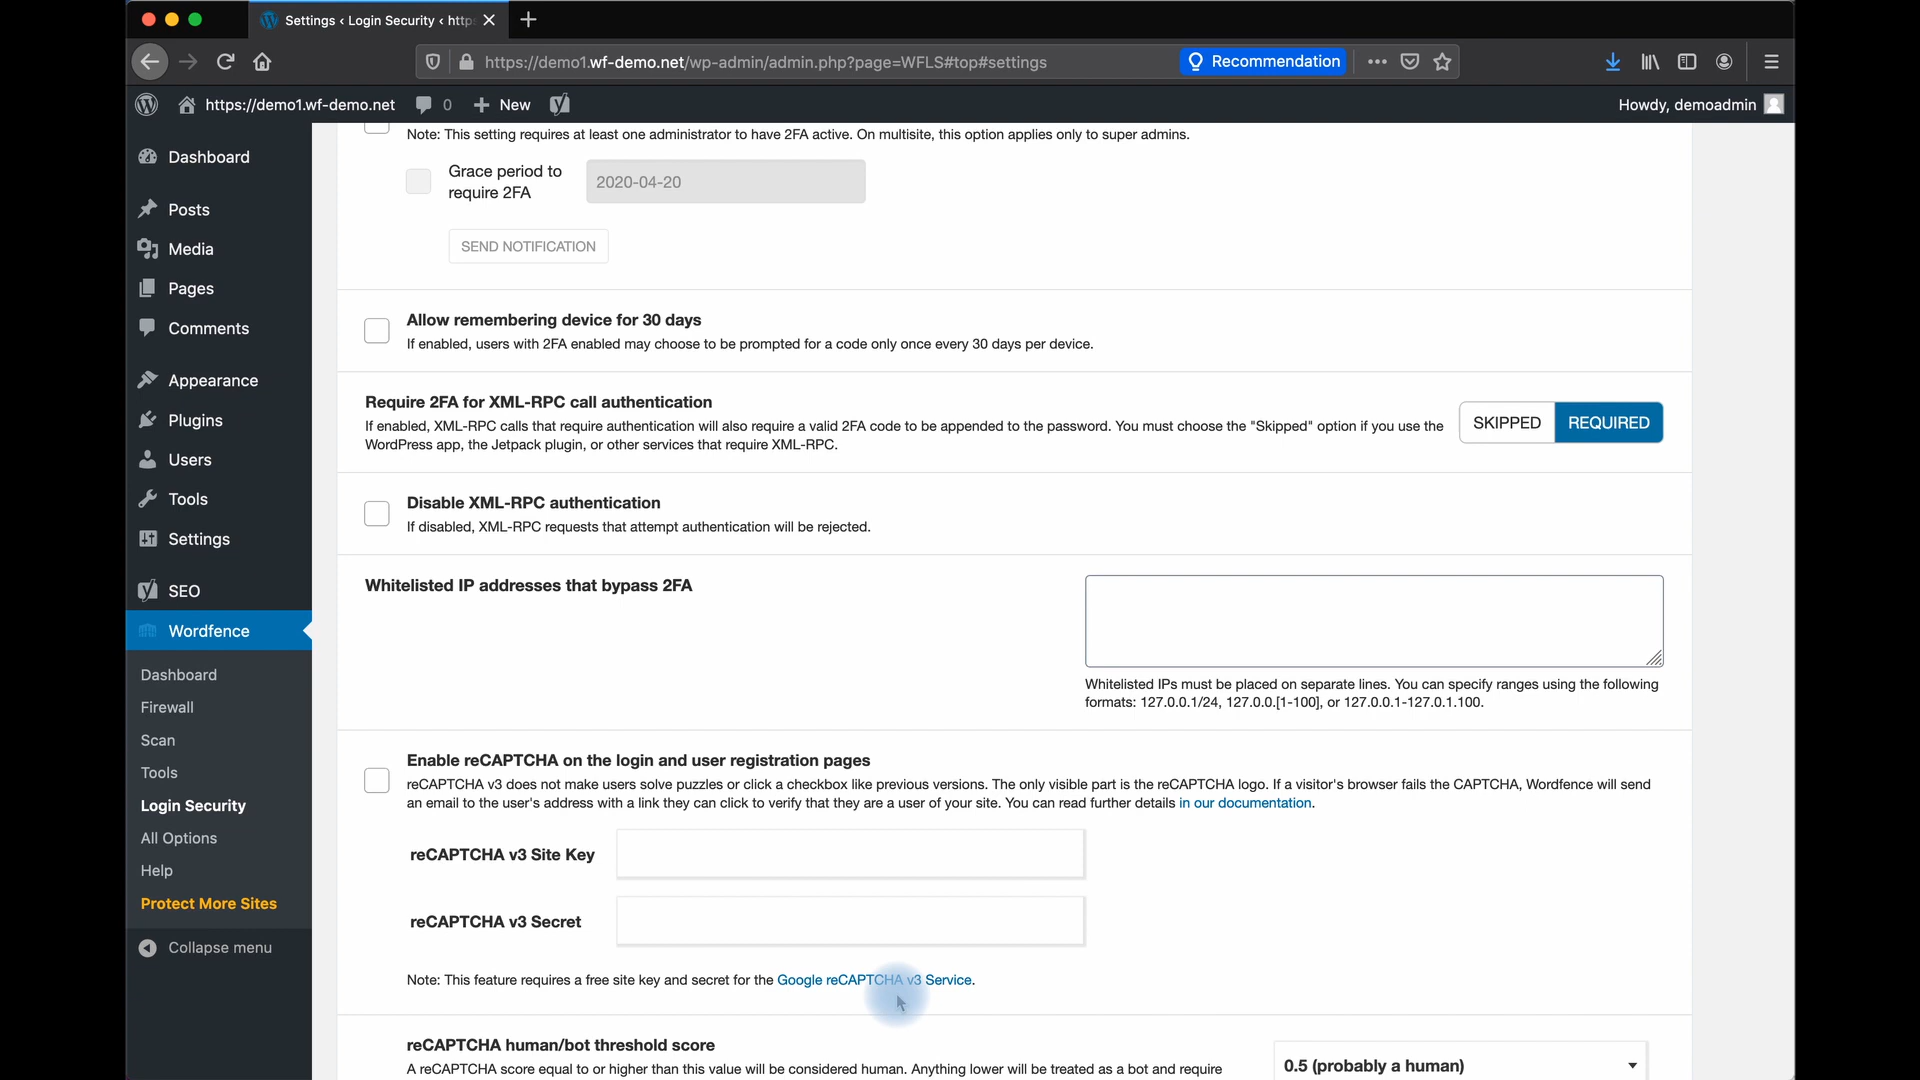 Settings ‹ Login Security ‹ http
https://demo1.wf-demo.net/wp-admin/admin.php?page=WFLS#top#settings
Recommendation
https://demo1.wf-demo.net
0
New
Howdy, demoadmin
Dashboard
Posts
Media
Pages
Comments
Appearance
Plugins
Users
Tools
Settings
SEO
Wordfence
Dashboard
Firewall
Scan
Tools
Login Security
All Options
Help
Protect More Sites
Collapse menu
Note: This setting requires at least one administrator to have 2FA active. On multisite, this option applies only to super admins.
Grace period to
require 2FA
2020-04-20
SEND NOTIFICATION
Allow remembering device for 30 days
If enabled, users with 2FA enabled may choose to be prompted for a code only once every 30 days per device.
Require 2FA for XML-RPC call authentication
If enabled, XML-RPC calls that require authentication will also require a valid 2FA code to be appended to the password. You must choose the "Skipped" option if you use the
WordPress app, the Jetpack plugin, or other services that require XML-RPC.
SKIPPED
REQUIRED
Disable XML-RPC authentication
If disabled, XML-RPC requests that attempt authentication will be rejected.
Whitelisted IP addresses that bypass 2FA
Whitelisted IPs must be placed on separate lines. You can specify ranges using the following
formats: 127.0.0.1/24, 127.0.0.[1-100], or 127.0.0.1-127.0.1.100.
Enable reCAPTCHA on the login and user registration pages
reCAPTCHA v3 does not make users solve puzzles or click a checkbox like previous versions. The only visible part is the reCAPTCHA logo. If a visitor's browser fails the CAPTCHA, Wordfence will send
an email to the user's address with a link they can click to verify that they are a user of your site. You can read further details in our documentation.
reCAPTCHA v3 Site Key
reCAPTCHA v3 Secret
Note: This feature requires a free site key and secret for the Google reCAPTCHA v3 Service.
reCAPTCHA human/bot threshold score
A reCAPTCHA score equal to or higher than this value will be considered human. Anything lower will be treated as a bot and require
0.5 (probably a human)